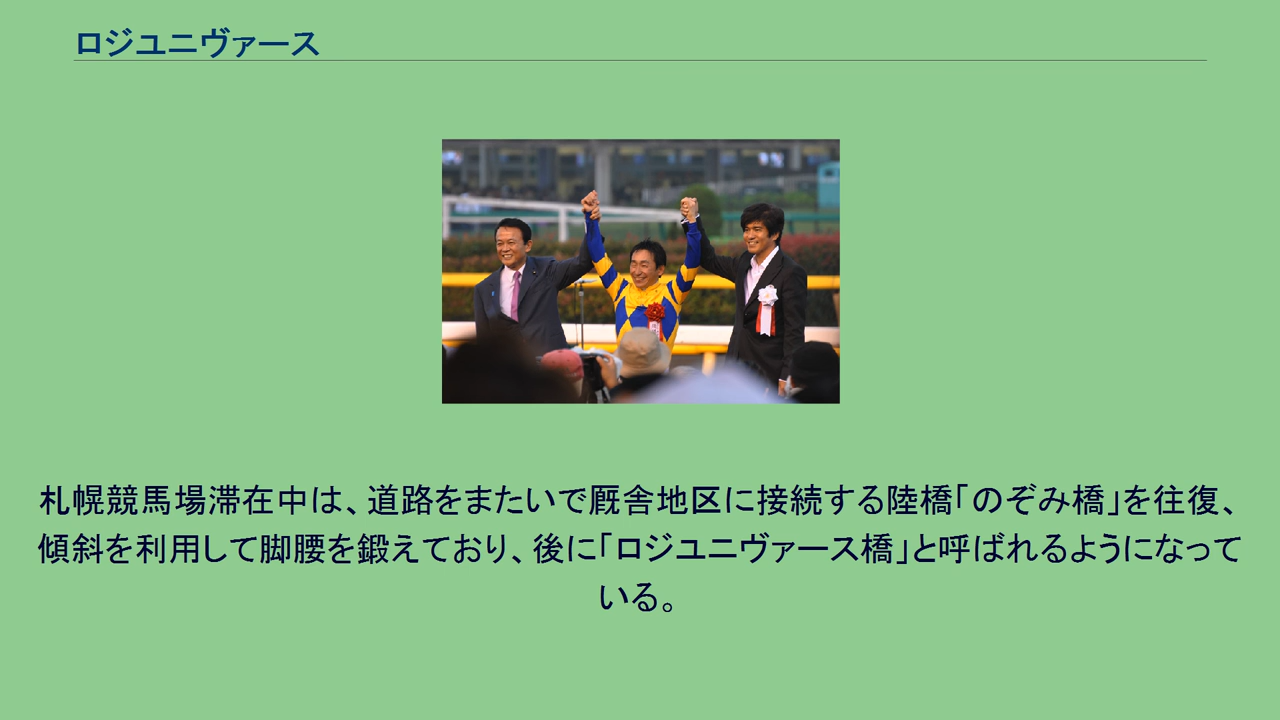 ロジユニヴァース
札幌競馬場滞在中は、道路をまたいで厩舎地区に接続する陸橋「のぞみ橋」を往復、
傾斜を利用して脚腰を鍛えており、後に「ロジユニヴァース橋」と呼ばれるようになって
いる。